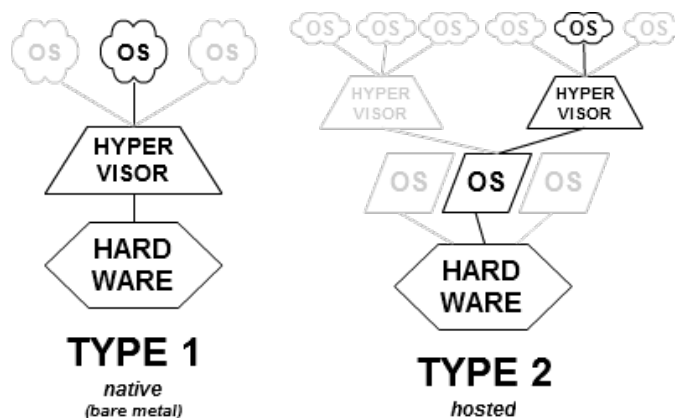 OS OS OS
HYPER
VISOR
HARD
WARE
TYPE 1
native
(bare metal)
OS OS OS OS OS OS
HYPER
VISOR
HYPER
VISOR
OS OS OS
HARD
WARE
TYPE 2
hosted